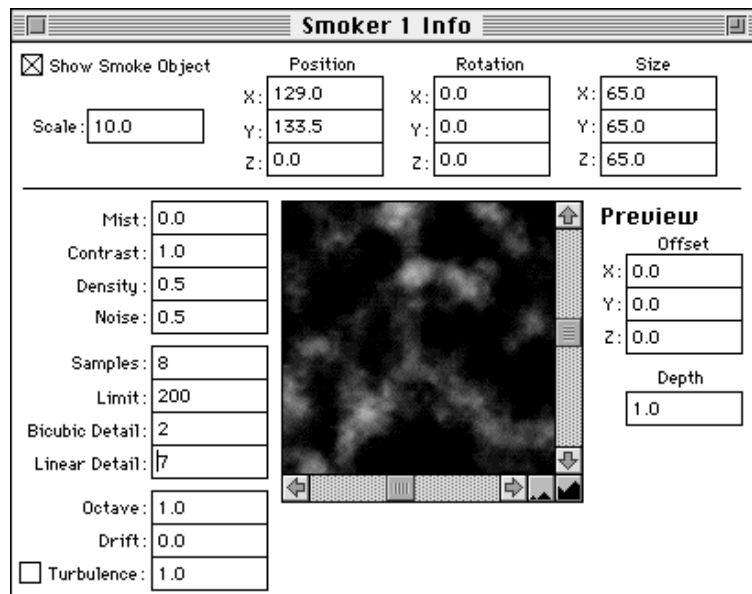 Smoker 1 Info
Show Smoke Object
Scale: 10.0
Position
X: 129.0
Y: 133.5
Z: 0.0
Rotation
X: 0.0
Y: 0.0
Z: 0.0
Size
X: 65.0
Y: 65.0
Z: 65.0
Mist: 0.0
Contrast: 1.0
Density: 0.5
Noise: 0.5
Samples: 8
Limit: 200
Bicubic Detail: 2
Linear Detail: 7
Octave: 1.0
Drift: 0.0
Turbulence: 1.0
Preview
Offset
X: 0.0
Y: 0.0
Z: 0.0
Depth
1.0